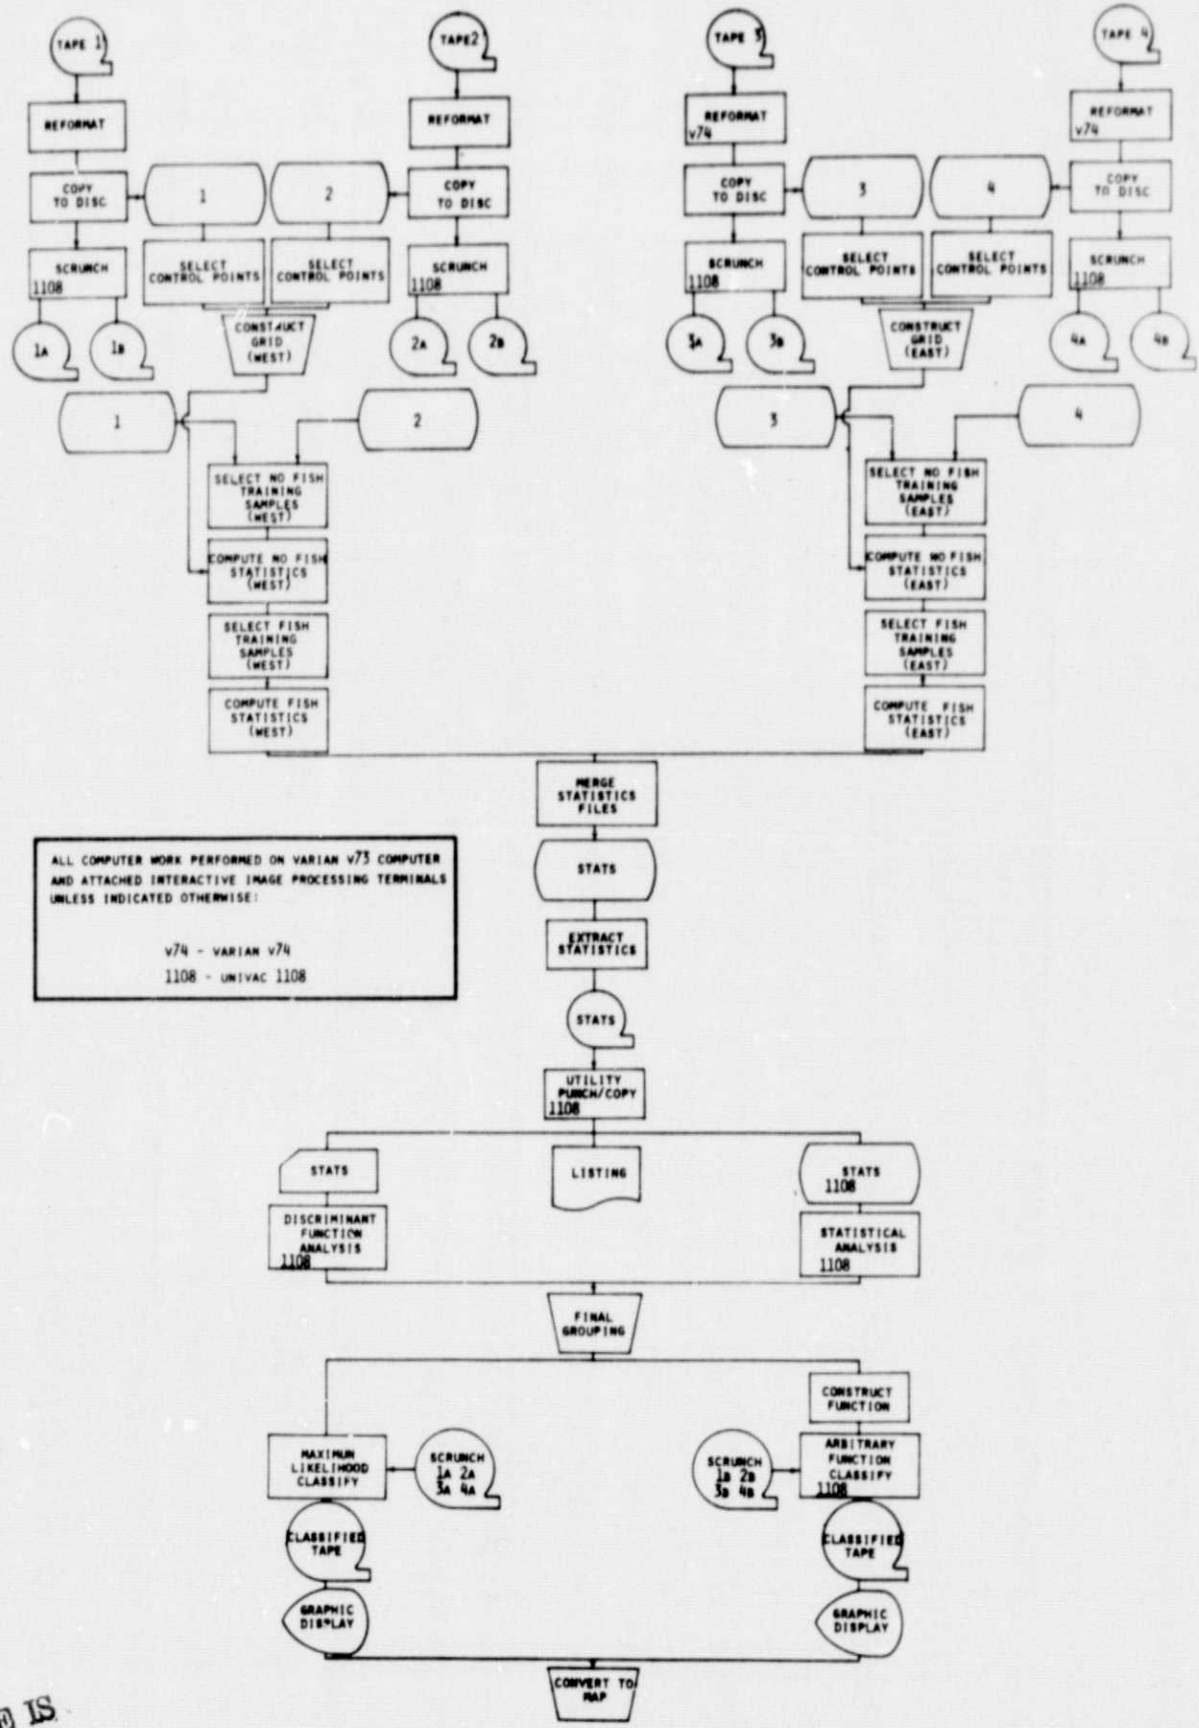 TAPE 1
TAPE2
TAPE 3
TAPE 4
REFORMAT
REFORMAT
REFORMAT
V74
REFORMAT
V74
COPY
TO DISC
1
2
COPY
TO DISC
COPY
TO DISC
3
4
COPY
TO DISC
SCRUNCH
1108
SELECT
CONTROL POINTS
SELECT
CONTROL POINTS
SCRUNCH
1108
SCRUNCH
1108
SELECT
CONTROL POINTS
SELECT
CONTROL POINTS
SCRUNCH
1108
1A
1B
CONSTRUCT
GRID
(WEST)
2A
2B
3A
3B
CONSTRUCT
GRID
(EAST)
4A
4B
1
2
3
4
SELECT NO FISH
TRAINING
SAMPLES
(WEST)
SELECT NO FISH
TRAINING
SAMPLES
(EAST)
COMPUTE NO FISH
STATISTICS
(WEST)
COMPUTE NO FISH
STATISTICS
(EAST)
SELECT FISH
TRAINING
SAMPLES
(WEST)
SELECT FISH
TRAINING
SAMPLES
(EAST)
COMPUTE FISH
STATISTICS
(WEST)
COMPUTE FISH
STATISTICS
(EAST)
MERGE
STATISTICS
FILES
ALL COMPUTER WORK PERFORMED ON VARIAN V73 COMPUTER
AND ATTACHED INTERACTIVE IMAGE PROCESSING TERMINALS
UNLESS INDICATED OTHERWISE:
V74 - VARIAN V74
1108 - UNIVAC 1108
STATS
EXTRACT
STATISTICS
STATS
UTILITY
PUNCH/COPY
1108
STATS
LISTING
STATS
1108
DISCRIMINANT
FUNCTION
ANALYSIS
1108
STATISTICAL
ANALYSIS
1108
FINAL
GROUPING
CONSTRUCT
FUNCTION
MAXIMUN
LIKELIHOOD
CLASSIFY
SCRUNCH
1A 2A
3A 4A
SCRUNCH
1B 2B
3B 4B
ARBITRARY
FUNCTION
CLASSIFY
1108
CLASSIFIED
TAPE
CLASSIFIED
TAPE
GRAPHIC
DISPLAY
GRAPHIC
DISPLAY
CONVERT TO
MAP
IS